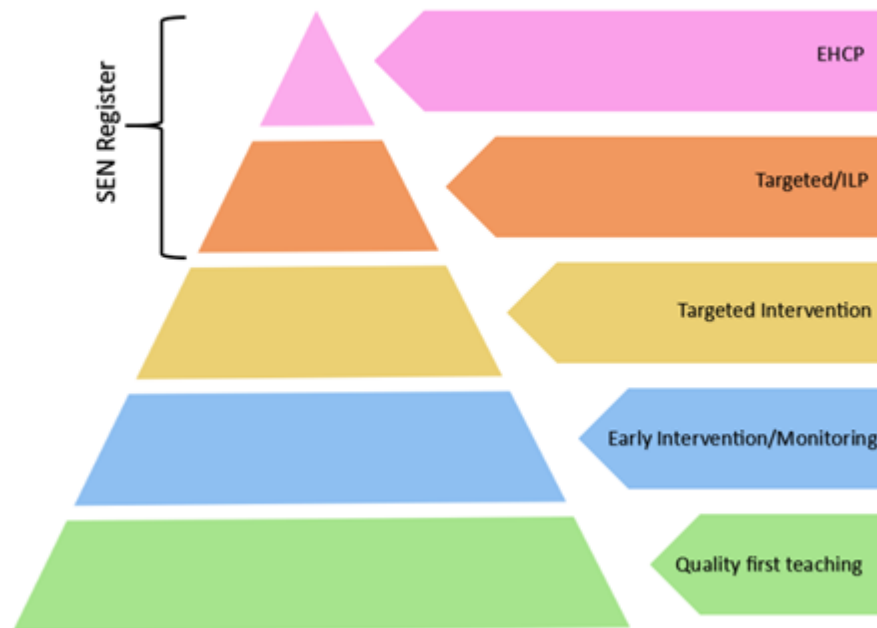 SEN Register
EHCP
Targeted/ILP
Targeted Intervention
Early Intervention/Monitoring
Quality first teaching